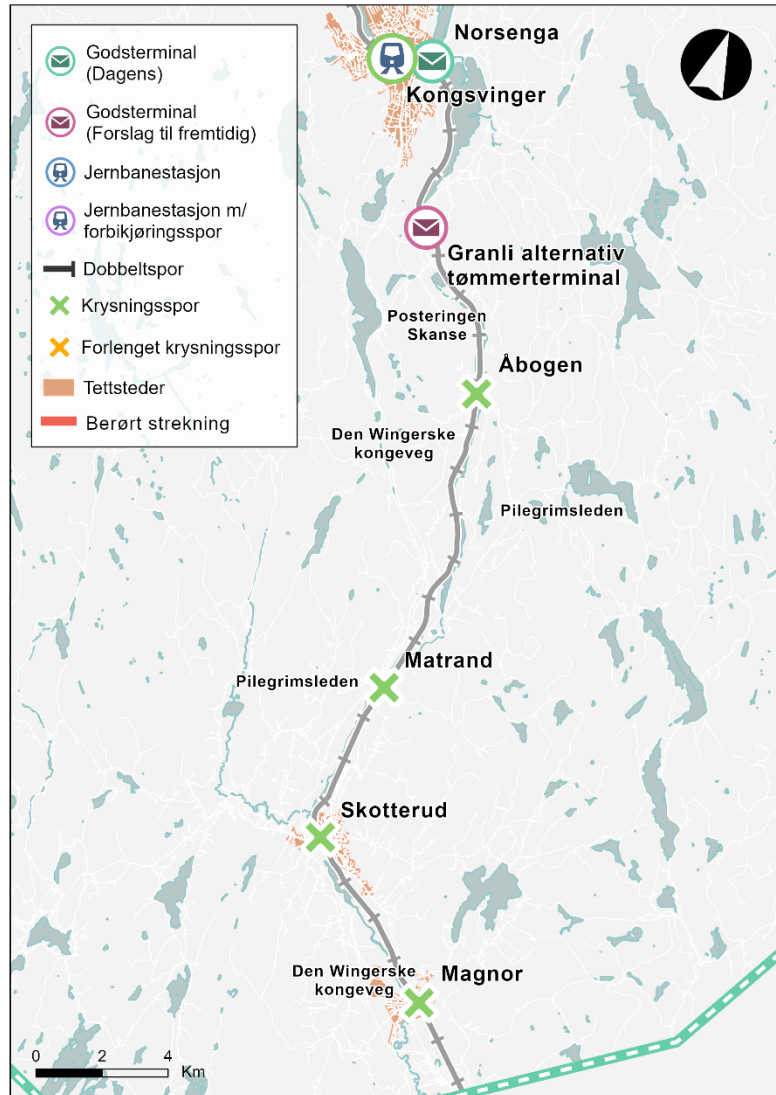 Norsenga
Kongsvinger
Godsterminal
(Dagens)
Godsterminal
(Forslag til fremtidig)
Jernbanestasjon
Jernbanestasjon m/
forbikjøringsspor
Dobbeltspor
Krysningsspor
Forlenget krysningsspor
Tettsteder
Berørt strekning
Granli alternativ
tømmerterminal
Posteringen
Skanse
Åbogen
Den Wingerske
kongeveg
Pilegrimsleden
Matrand
Pilegrimsleden
Skotterud
Den Wingerske
kongeveg
Magnor
0 2 4
Km